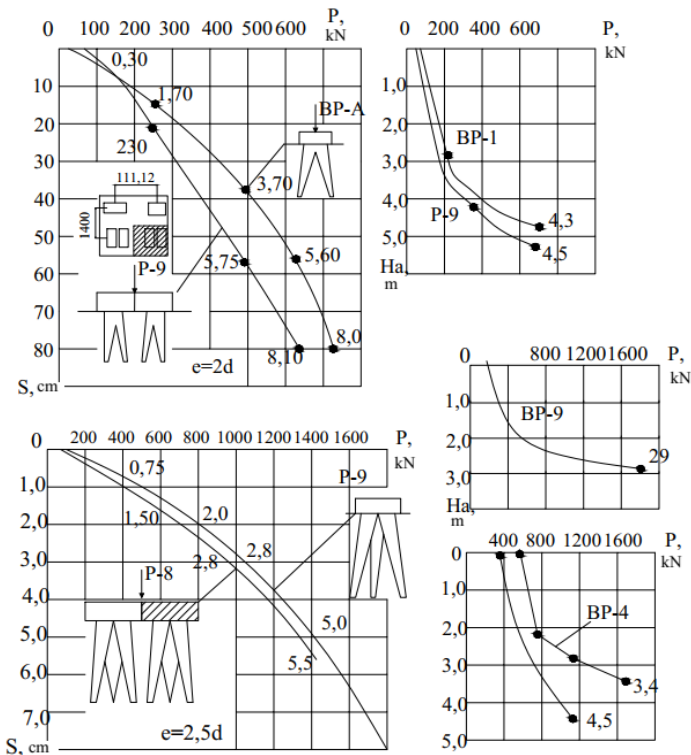 0 100 200 250 300 400 500 600 P, kN
0,30
10
1,70
20
230
BP-A
30
111,12
3,70
40
1400
50
P-9
5,75
5,60
60
70
80
8,10
8,0
S, cm
e=2d
0 200 400 600 P, kN
1,0
2,0
BP-1
3,0
4,0
P-9
4,3
5,0
4,5
Ha, m
0 800 1200 1600 P, kN
1,0
BP-9
2,0
29
3,0
Ha, m
0 200 400 600 800 1000 1200 1400 1600 P, kN
0,75
P-9
1,0
1,50
2,0
2,0
2,8
2,8
3,0
P-8
4,0
5,0
5,0
5,5
6,0
7,0
S, cm
e=2,5d
400 800 1200 1600 P, kN
0
1,0
BP-4
2,0
3,0
3,4
4,0
4,5
5,0